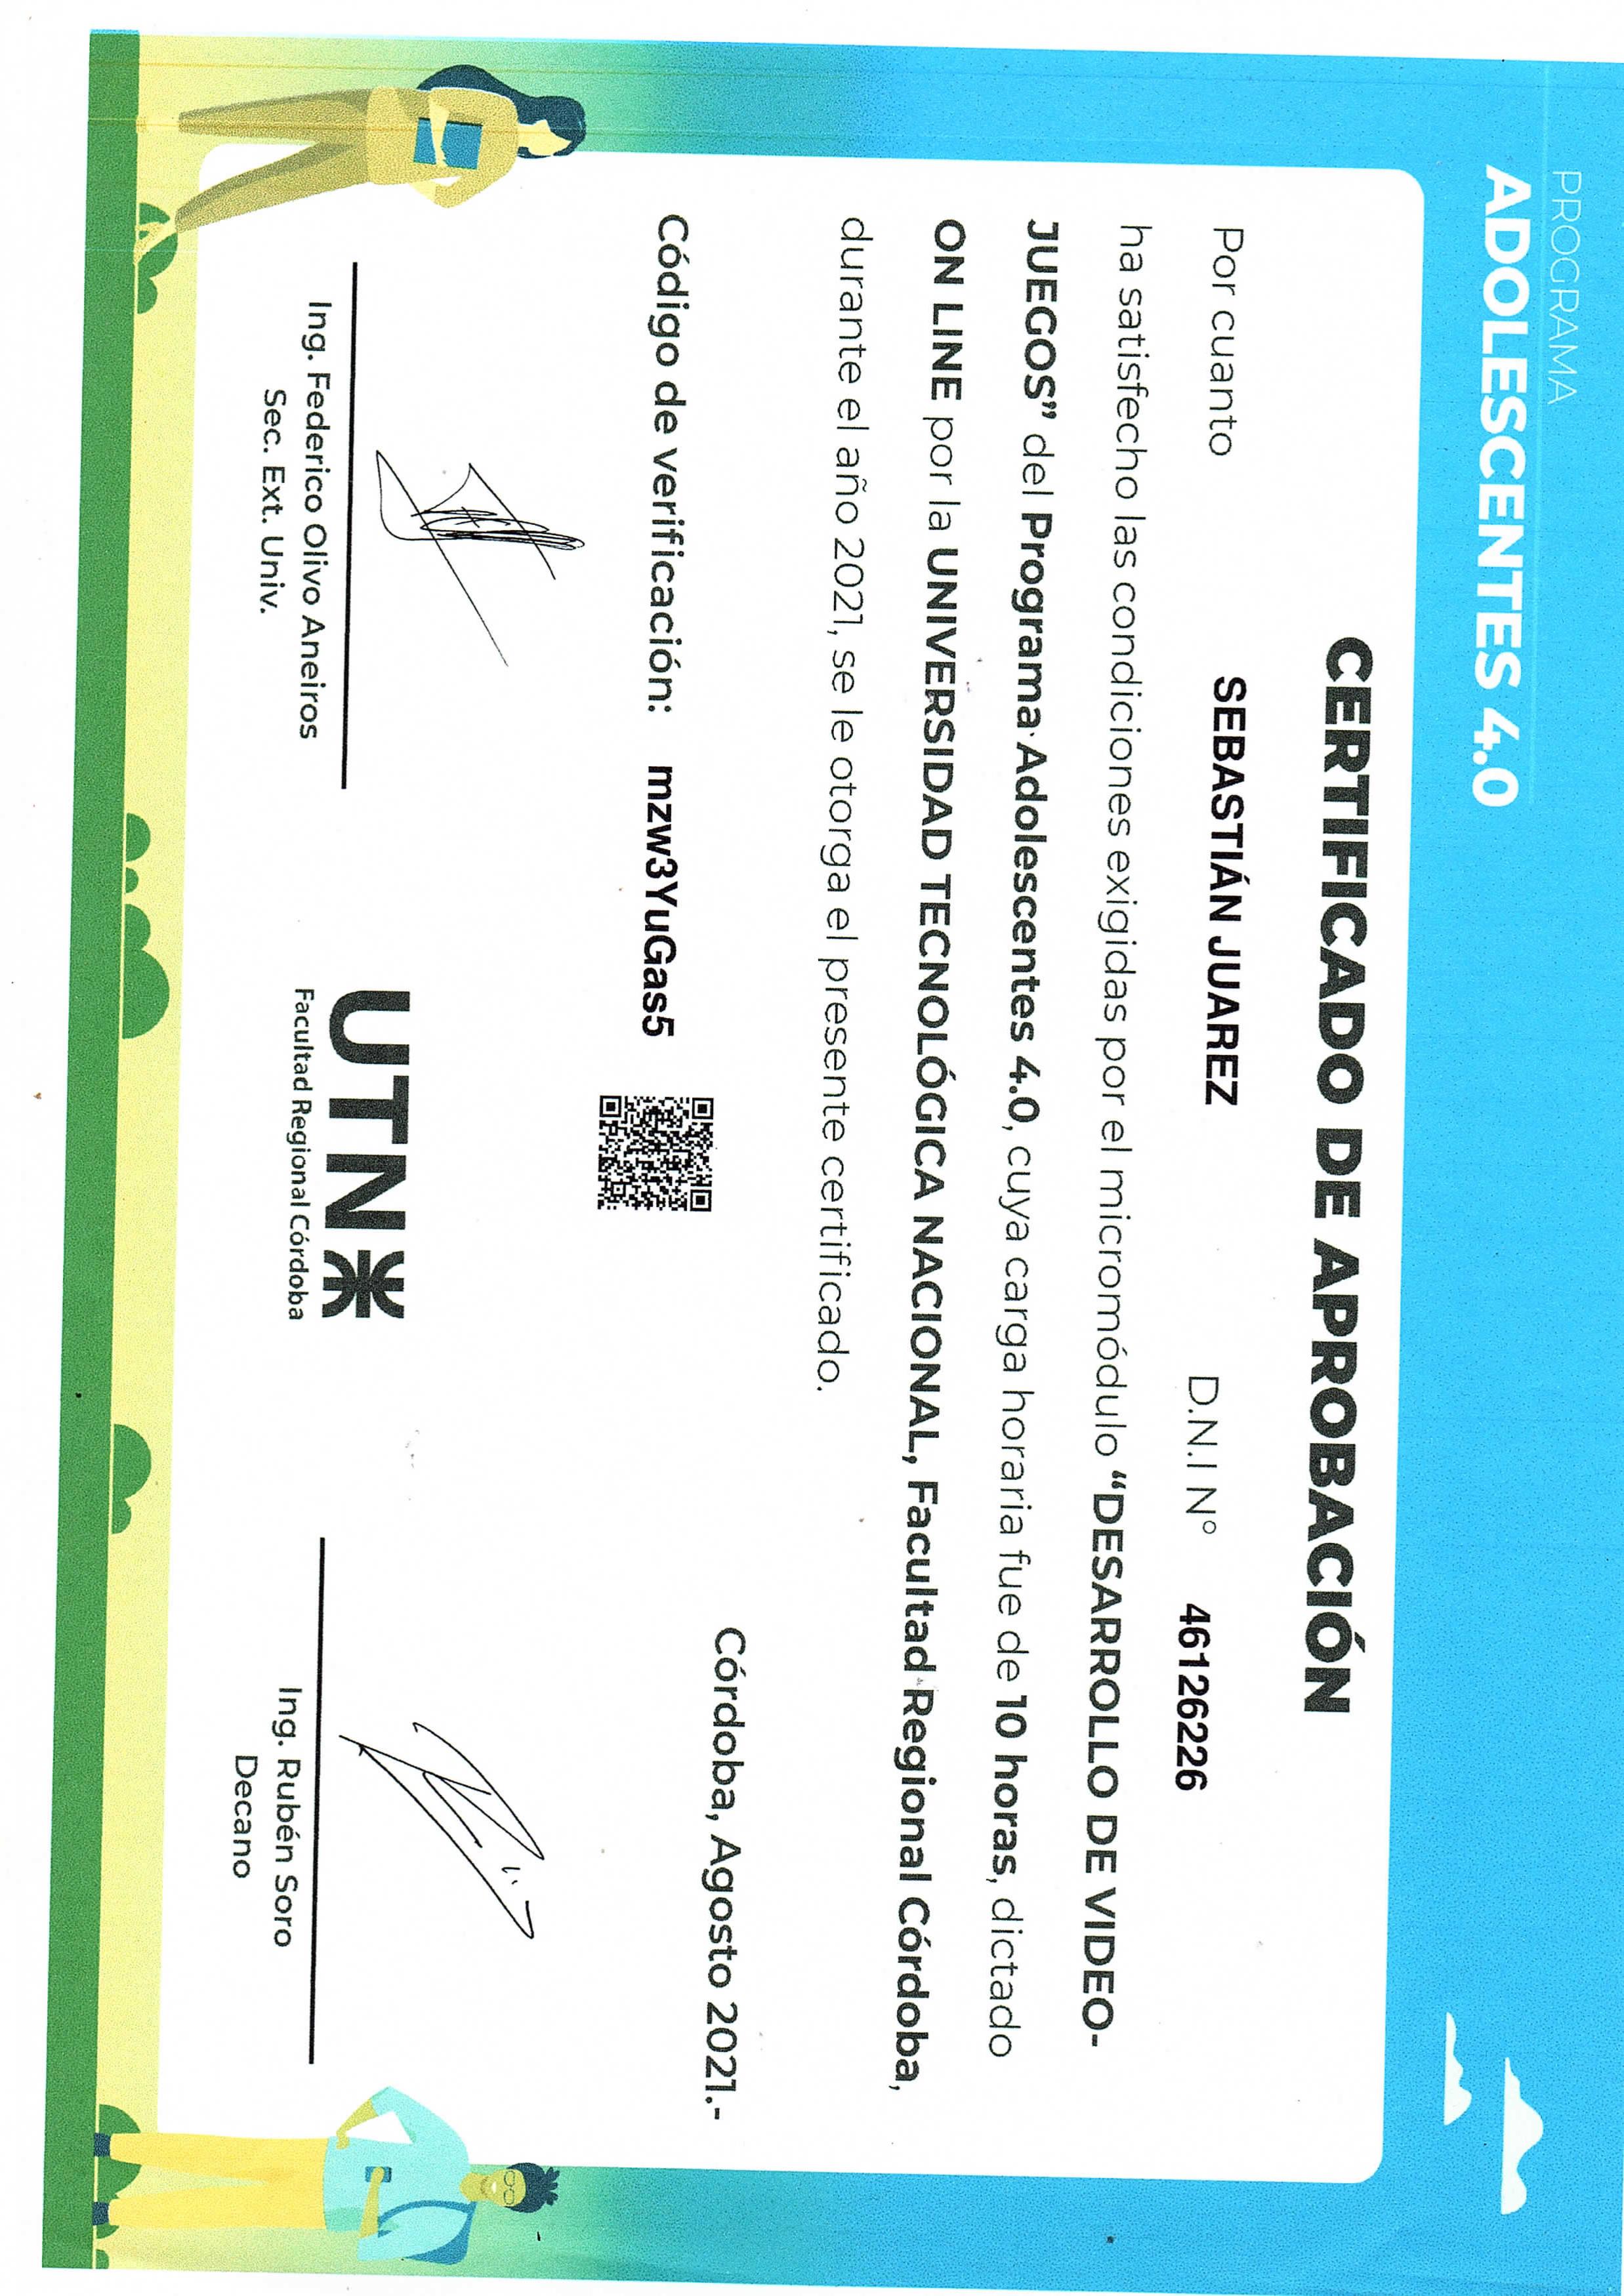 PROGRAMA
ADOLESCENTES 4.0
CERTIFICADO DE APROBACIÓN
Por cuanto SEBASTIÁN JUAREZ D.N.I N° 46126226
ha satisfecho las condiciones exigidas por el micromódulo “DESARROLLO DE VIDEO-
JUEGOS” del Programa Adolescentes 4.0, cuya carga horaria fue de 10 horas, dictado
ON LINE por la UNIVERSIDAD TECNOLÓGICA NACIONAL, Facultad Regional Córdoba,
durante el año 2021, se le otorga el presente certificado.
Córdoba, Agosto 2021.-
Código de verificación: mzw3YuGas5
Ing. Federico Olivo Aneiros
Sec. Ext. Univ.
UTN
Facultad Regional Córdoba
Ing. Rubén Soro
Decano